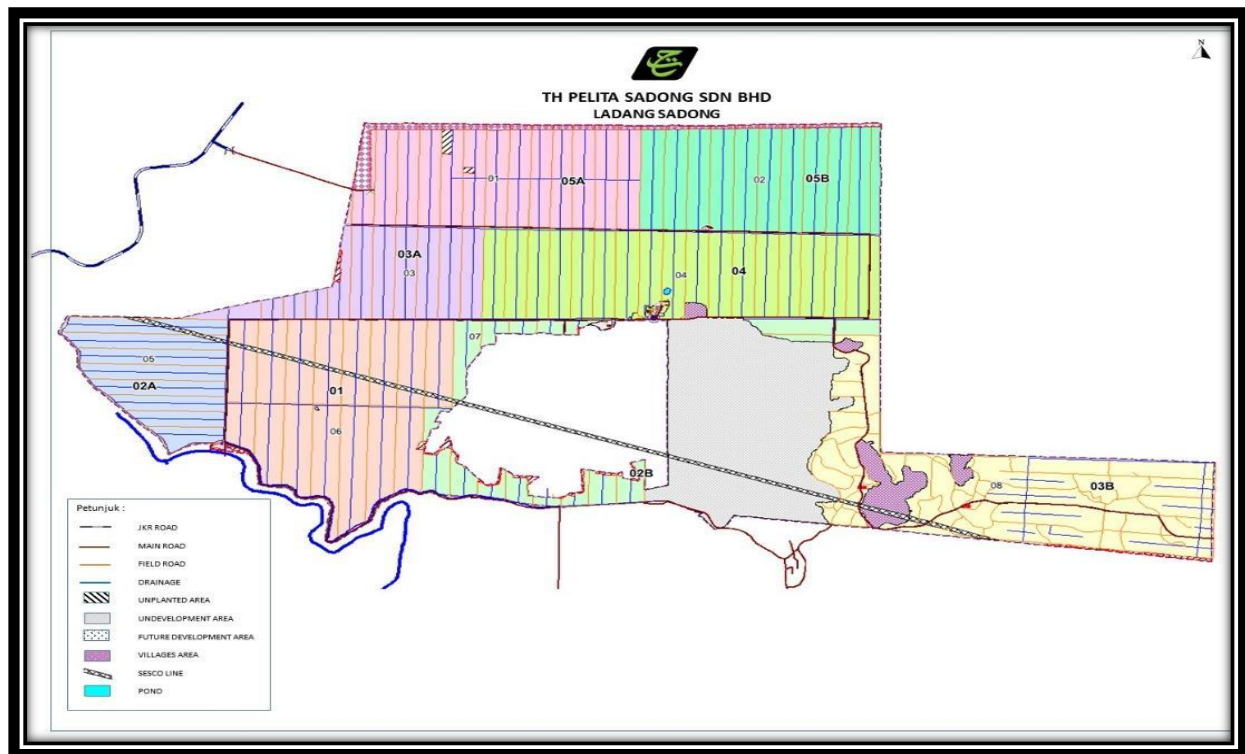 N
TH PELITA SADONG SDN BHD
LADANG SADONG
01
05A
02
05B
03A
03
04
04
05
02A
07
01
06
02B
08
03B
Petunjuk :
JKR ROAD
MAIN ROAD
FIELD ROAD
DRAINAGE
UNPLANTED AREA
UNDEVELOPMENT AREA
FUTURE DEVELOPMENT AREA
VILLAGES AREA
SESCO LINE
POND